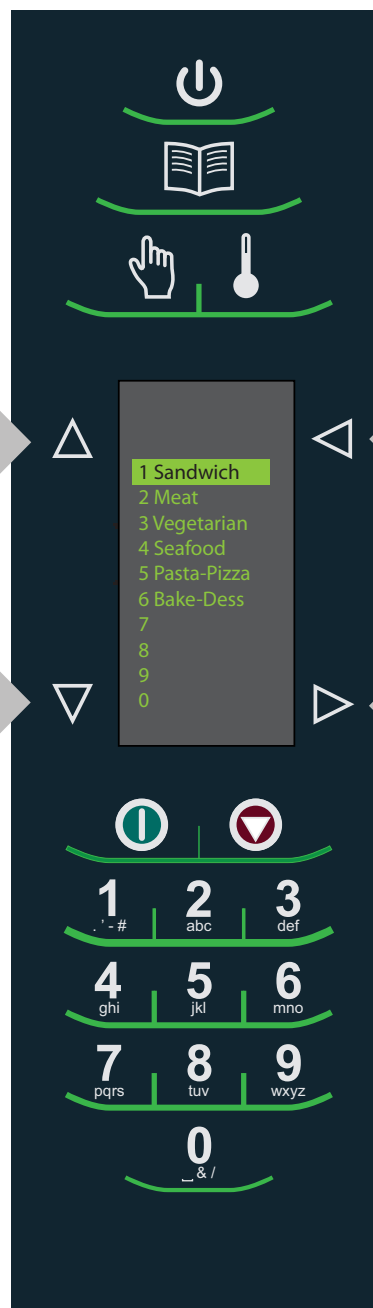 1 Sandwich
2 Meat
3 Vegetarian
4 Seafood
5 Pasta-Pizza
6 Bake-Dess
7
8
9
0
1 2 3
. ' - # abc def
4 5 6
ghi jkl mno
7 8 9
pqrs tuv wxyz
0
⎵ & /